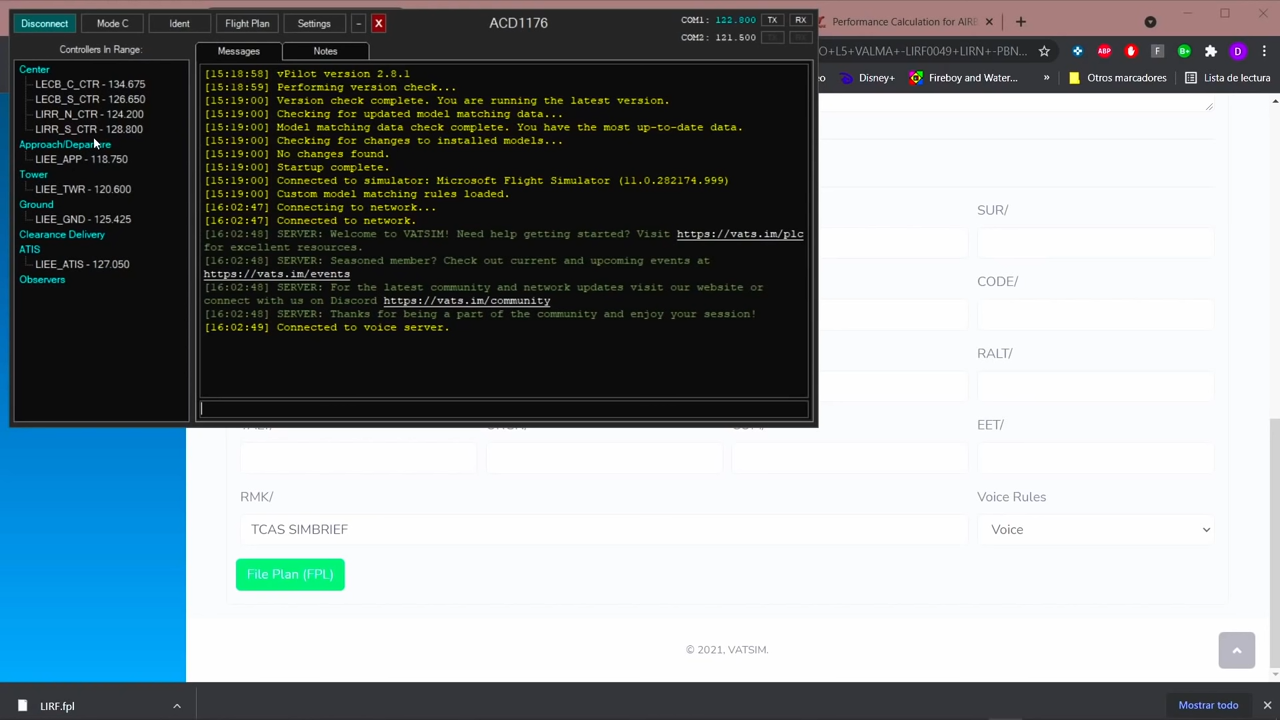 Disconnect Mode C Ident Flight Plan Settings – X ACD1176 COM1: 122.800 TX RX
COM2: 121.500 TX RX
Performance Calculation for AIRB
O+L5+VALMA+-LIRF0049+LIRN+-PBN
Disney+ Fireboy and Water... » Otros marcadores Lista de lectura
Controllers In Range:
Center
LECB_C_CTR - 134.675
LECB_S_CTR - 126.650
LIRR_N_CTR - 124.200
LIRR_S_CTR - 128.800
Approach/Departure
LIEE_APP - 118.750
Tower
LIEE_TWR - 120.600
Ground
LIEE_GND - 125.425
Clearance Delivery
ATIS
LIEE_ATIS - 127.050
Observers
Messages Notes
[15:18:58] vPilot version 2.8.1
[15:18:59] Performing version check...
[15:19:00] Version check complete. You are running the latest version.
[15:19:00] Checking for updated model matching data...
[15:19:00] Model matching data check complete. You have the most up-to-date data.
[15:19:00] Checking for changes to installed models...
[15:19:00] No changes found.
[15:19:00] Startup complete.
[15:19:00] Connected to simulator: Microsoft Flight Simulator (11.0.282174.999)
[15:19:00] Custom model matching rules loaded.
[16:02:47] Connecting to network...
[16:02:47] Connected to network.
[16:02:48] SERVER: Welcome to VATSIM! Need help getting started? Visit https://vats.im/plc
for excellent resources.
[16:02:48] SERVER: Seasoned member? Check out current and upcoming events at
https://vats.im/events
[16:02:48] SERVER: For the latest community and network updates visit our website or
connect with us on Discord https://vats.im/community
[16:02:48] SERVER: Thanks for being a part of the community and enjoy your session!
[16:02:49] Connected to voice server.
SUR/
CODE/
RALT/
EET/
RMK/ Voice Rules
TCAS SIMBRIEF Voice
File Plan (FPL)
© 2021, VATSIM.
LIRF.fpl Mostrar todo